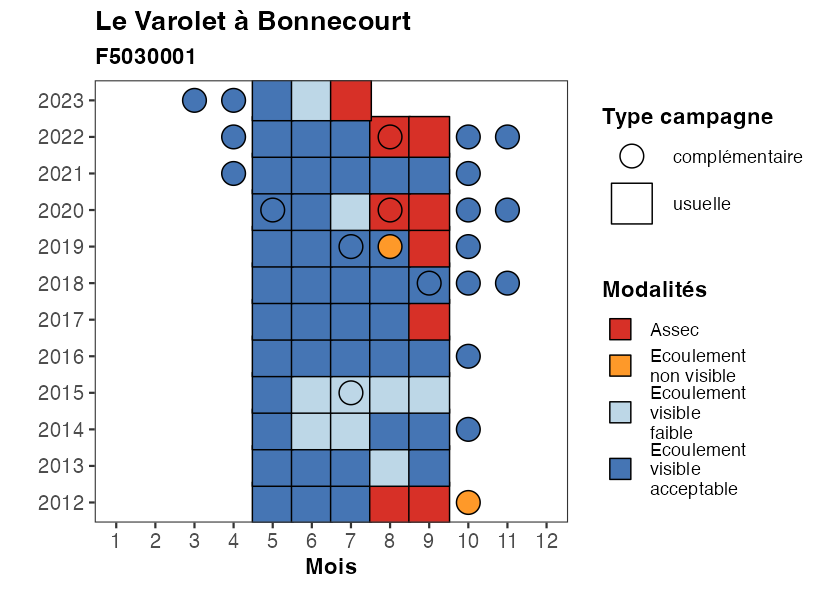 Le Varolet à Bonnecourt
F5030001
2023
2022
2021
2020
2019
2018
2017
2016
2015
2014
2013
2012
1 2 3 4 5 6 7 8 9 10 11 12
Mois
Type campagne
complémentaire
usuelle
Modalités
Assec
Ecoulement
non visible
Ecoulement
visible
faible
Ecoulement
visible
acceptable